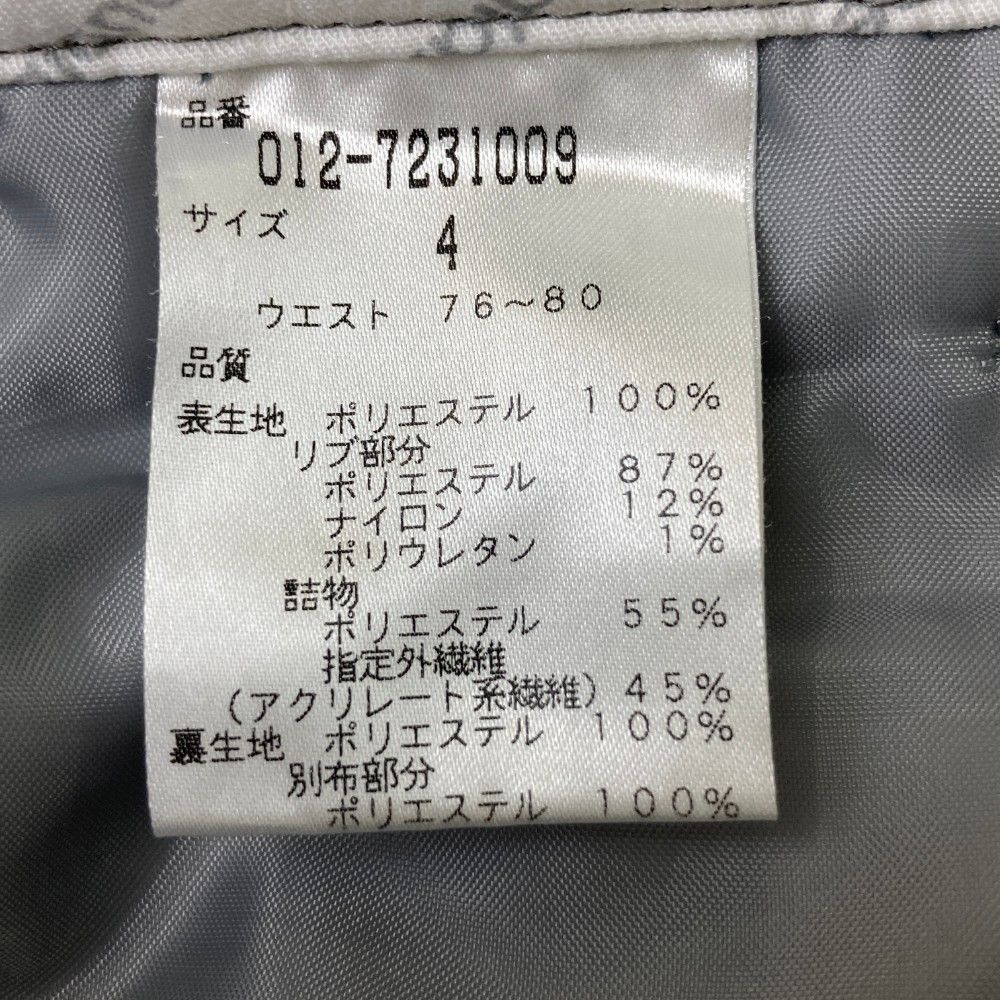 品番
012-7231009
サイズ 4
ウエスト 76～80
品質
表生地 ポリエステル 100%
リブ部分
ポリエステル 87%
ナイロン 12%
ポリウレタン 1%
詰物
ポリエステル 55%
指定外繊維
（アクリレート系繊維） 45%
裏生地 ポリエステル 100%
別布部分
ポリエステル 100%